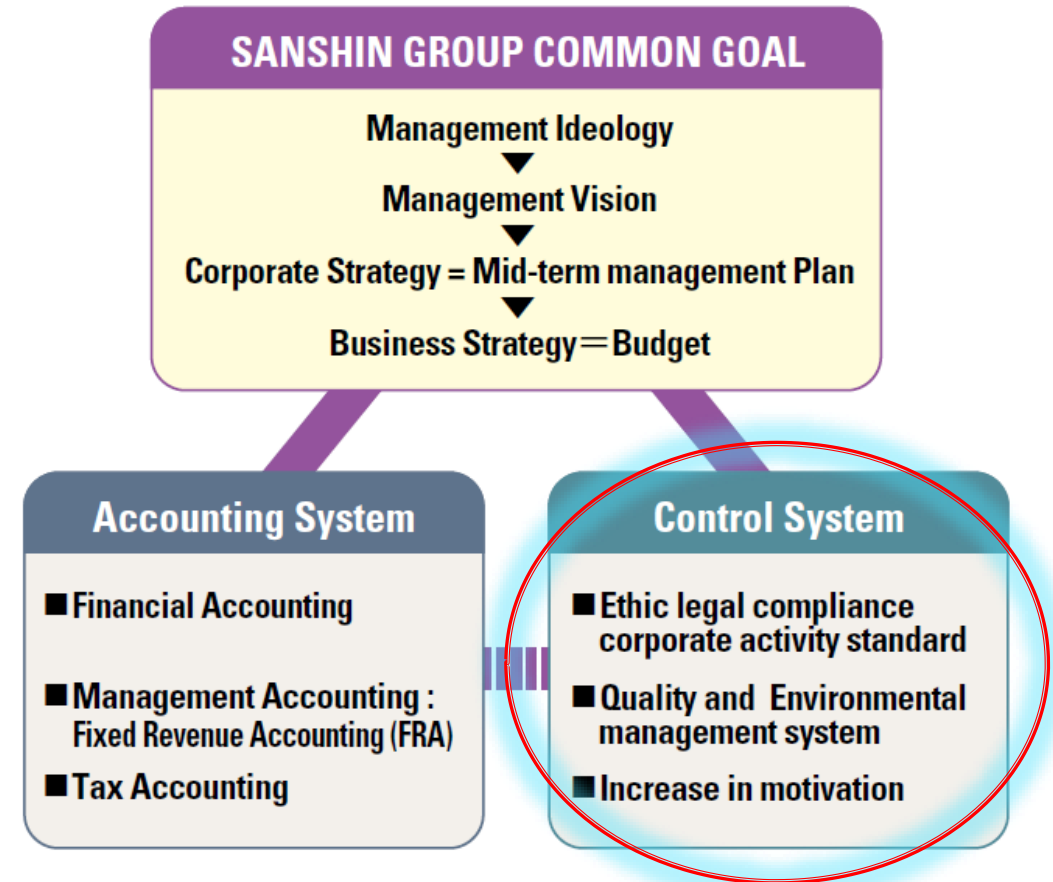 SANSHIN GROUP COMMON GOAL
Management Ideology
▼
Management Vision
▼
Corporate Strategy = Mid-term management Plan
▼
Business Strategy＝Budget
Accounting System
■Financial Accounting
■Management Accounting :
Fixed Revenue Accounting (FRA)
■Tax Accounting
Control System
■Ethic legal compliance
corporate activity standard
■Quality and Environmental
management system
■Increase in motivation